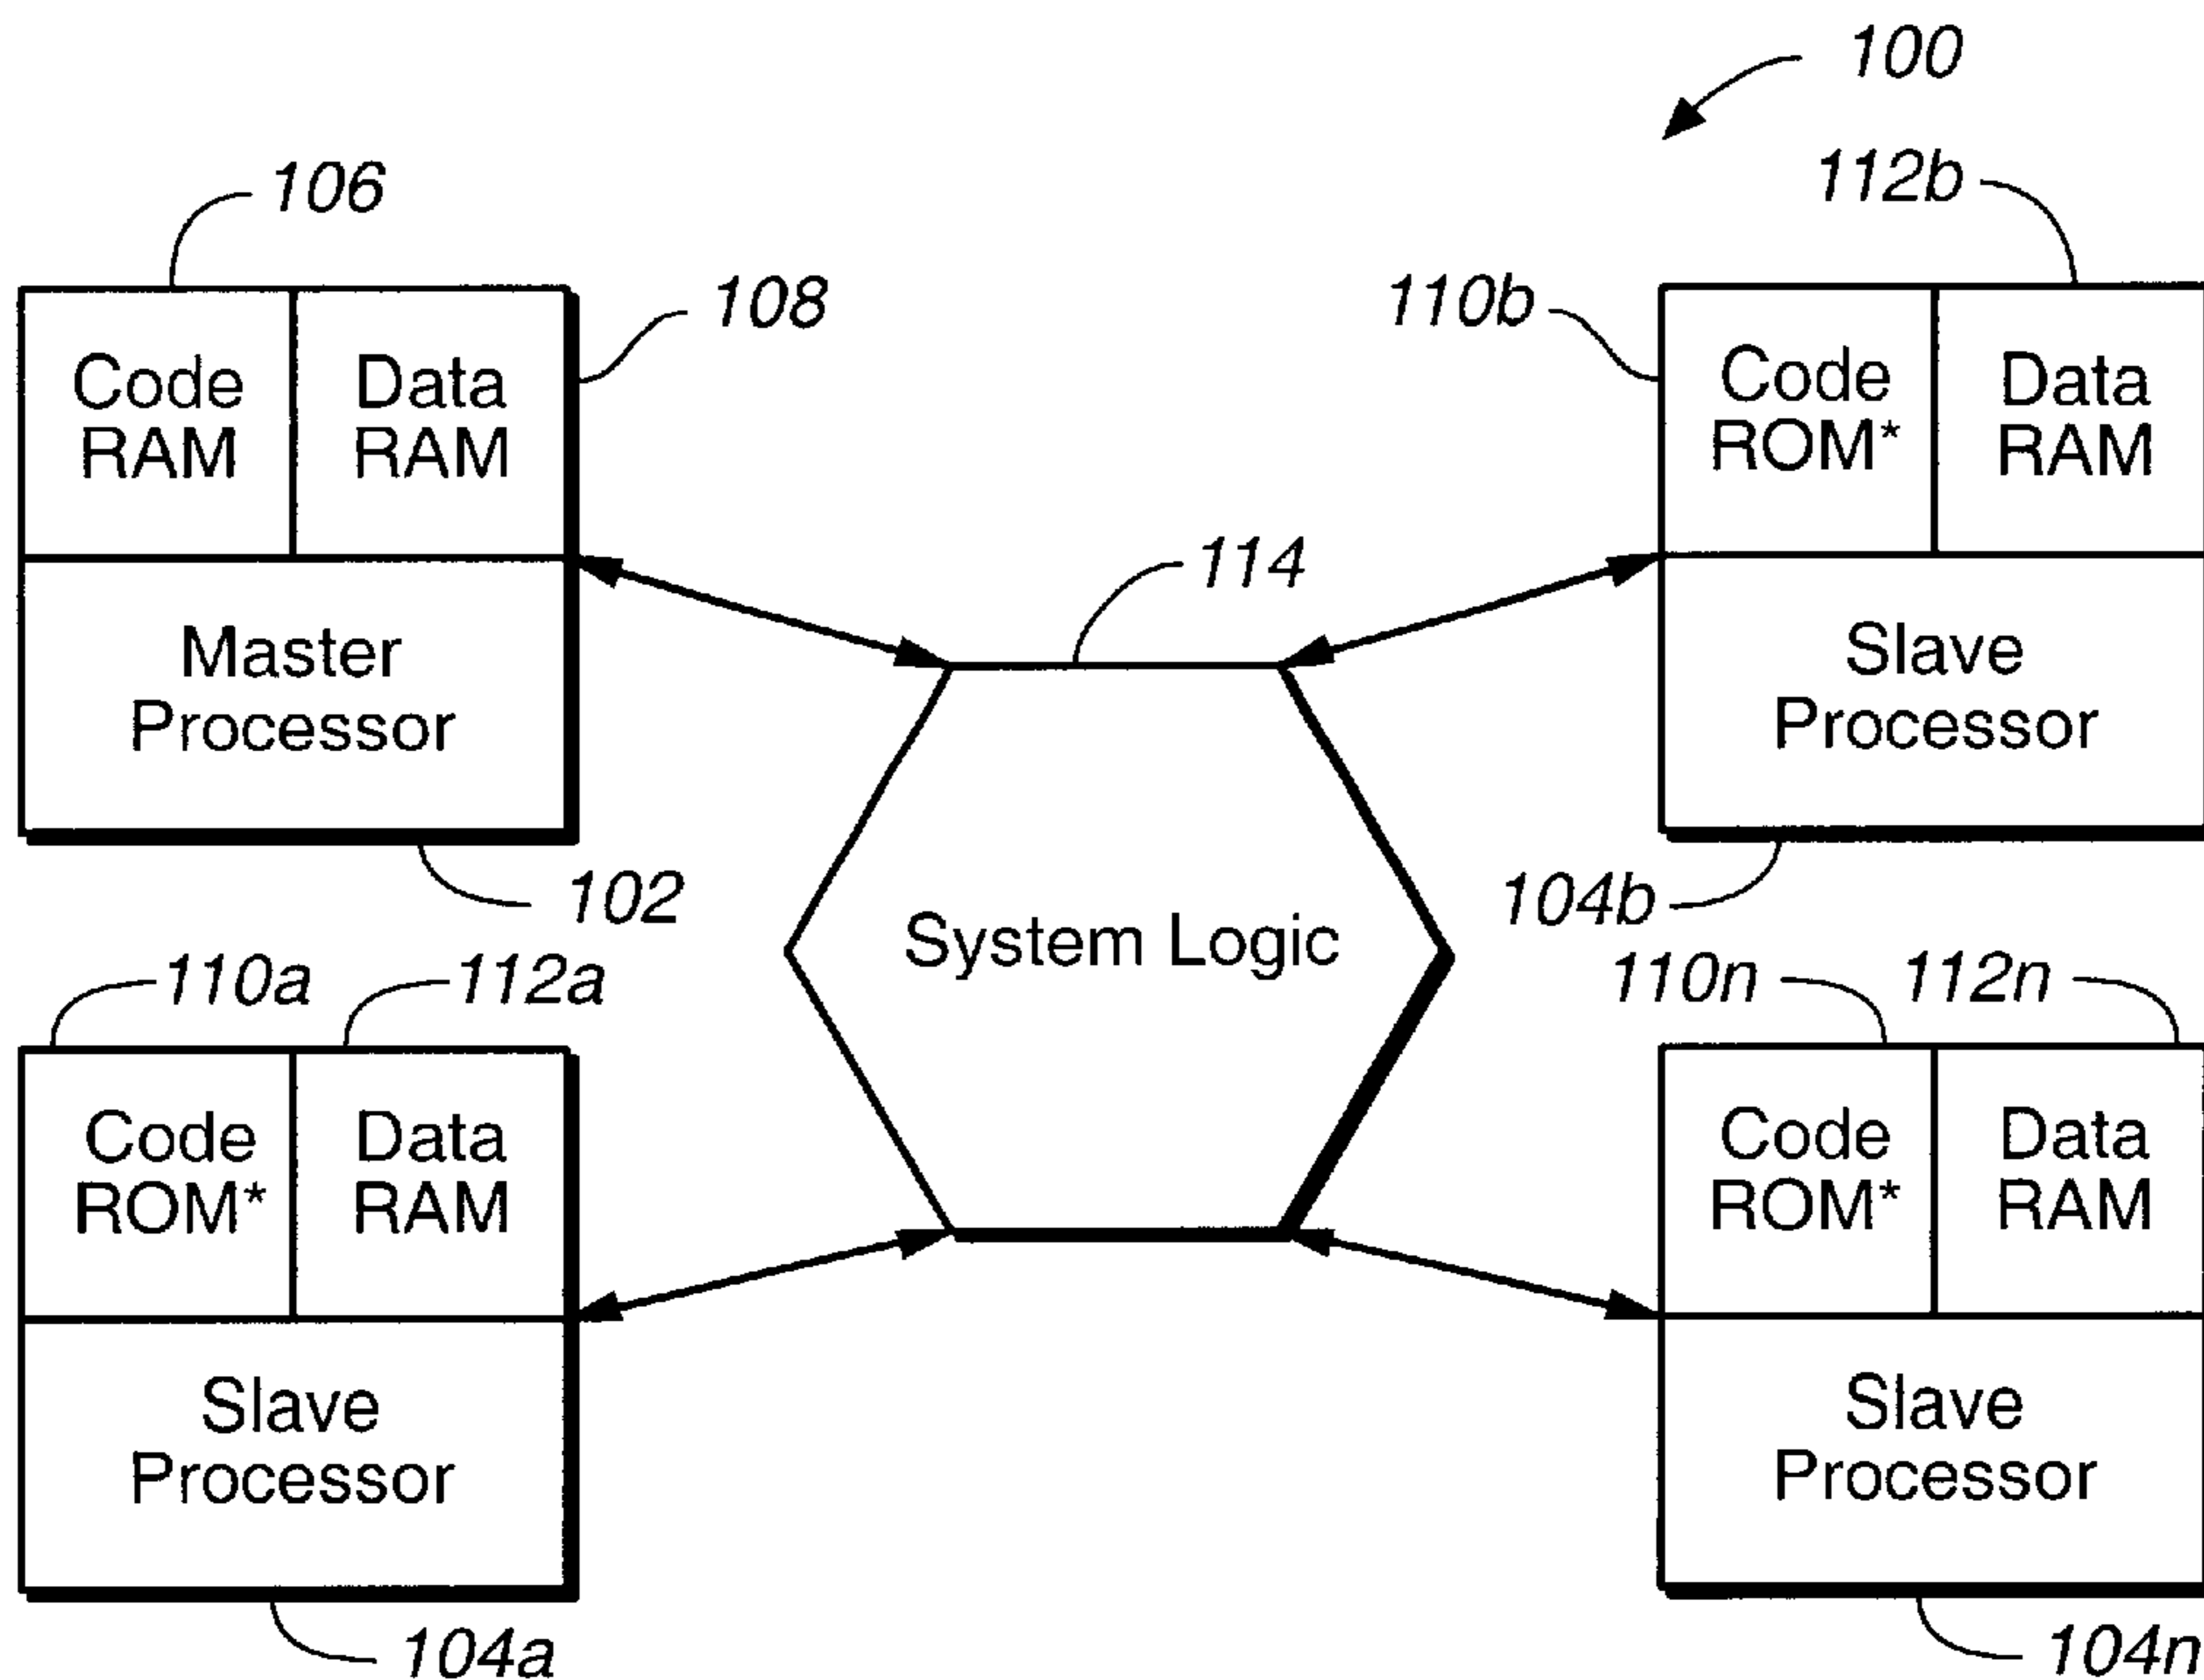 100
106
108
Code
RAM
Data
RAM
Master
Processor
102
112b
110b
Code
ROM*
Data
RAM
Slave
Processor
104b
114
System Logic
110a
112a
Code
ROM*
Data
RAM
Slave
Processor
104a
110n
112n
Code
ROM*
Data
RAM
Slave
Processor
104n